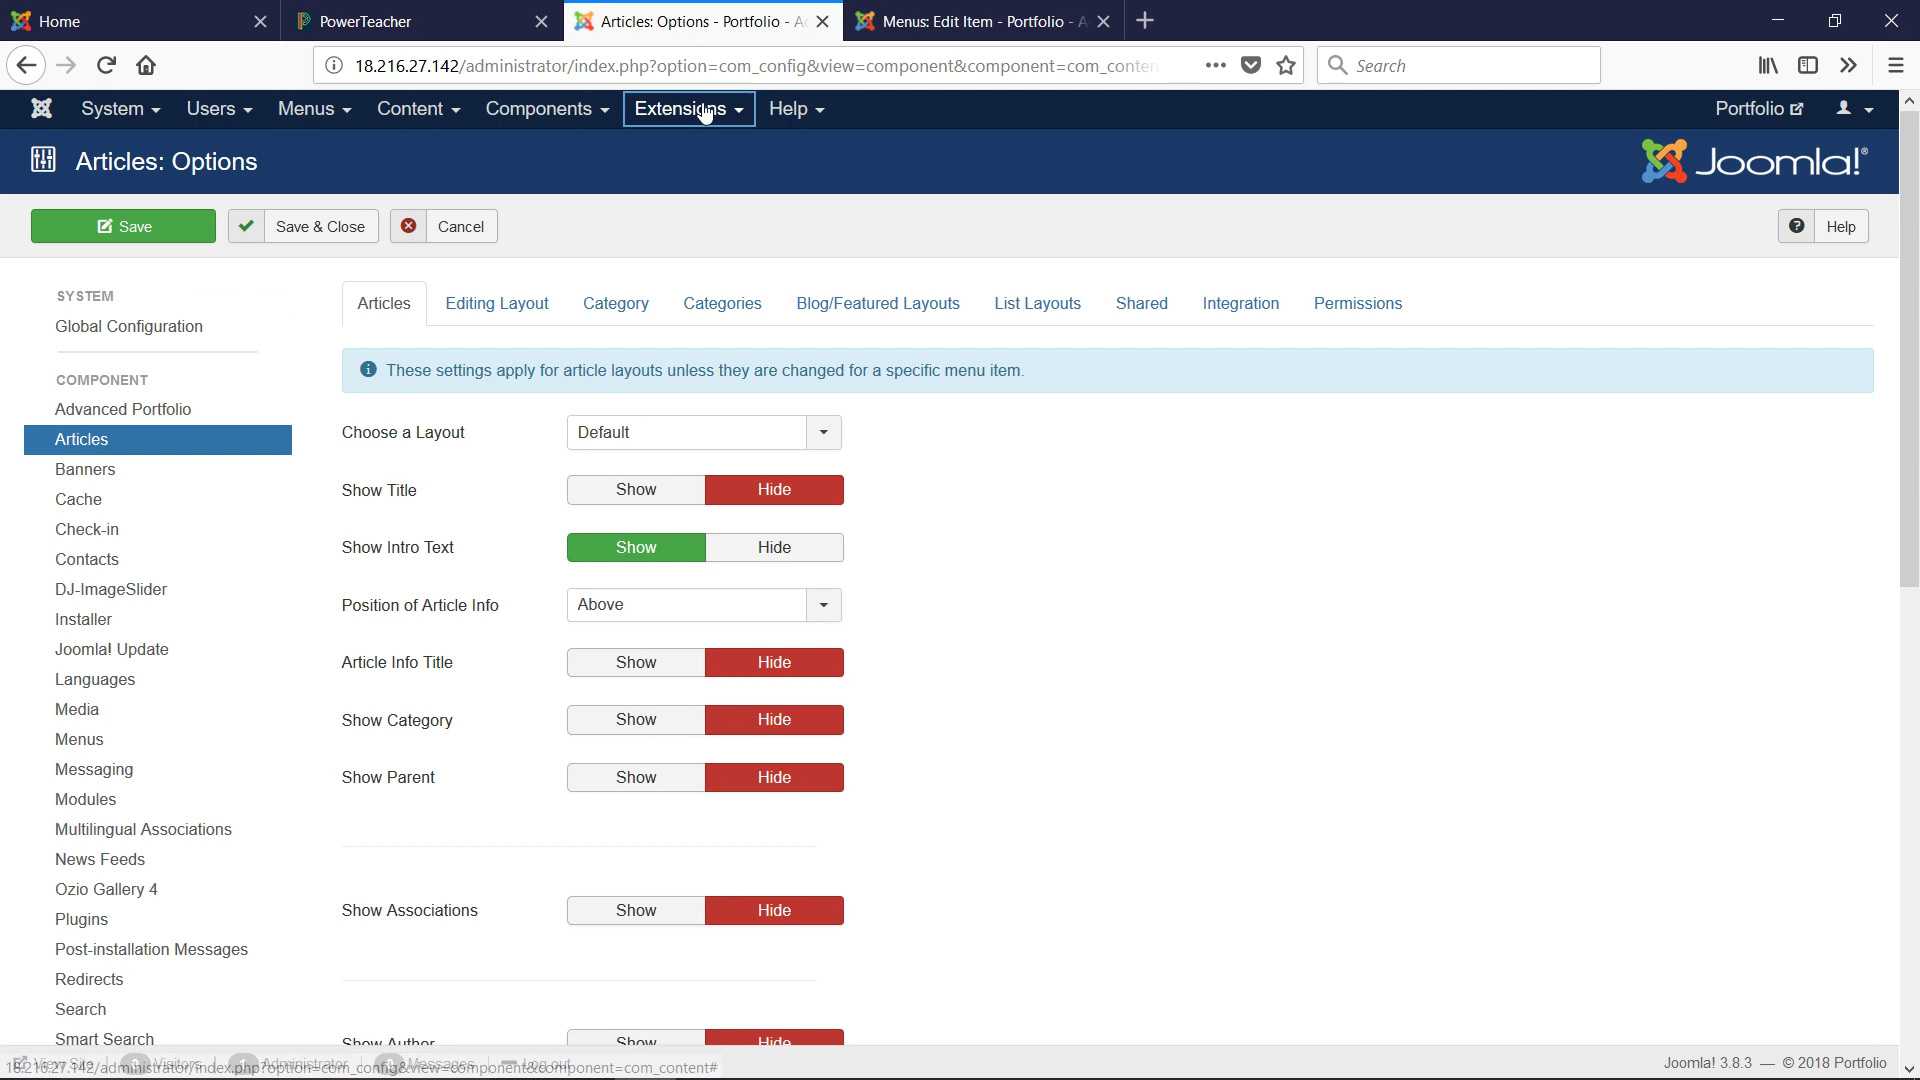 Home
PowerTeacher
Articles: Options - Portfolio - A
Menus: Edit Item - Portfolio - A
18.216.27.142/administrator/index.php?option=com_config&view=component&component=com_conten
Search
System
Users
Menus
Content
Components
Extensions
Help
Portfolio
Articles: Options
Joomla!®
Save
Save & Close
Cancel
Help
SYSTEM
Global Configuration
COMPONENT
Advanced Portfolio
Articles
Banners
Cache
Check-in
Contacts
DJ-ImageSlider
Installer
Joomla! Update
Languages
Media
Menus
Messaging
Modules
Multilingual Associations
News Feeds
Ozio Gallery 4
Plugins
Post-installation Messages
Redirects
Search
Smart Search
Articles
Editing Layout
Category
Categories
Blog/Featured Layouts
List Layouts
Shared
Integration
Permissions
These settings apply for article layouts unless they are changed for a specific menu item.
Choose a Layout Default
Show Title Show Hide
Show Intro Text Show Hide
Position of Article Info Above
Article Info Title Show Hide
Show Category Show Hide
Show Parent Show Hide
Show Associations Show Hide
Show Author Show Hide
View Site Visitors Administrator Messages Log out
18.216.27.142/administrator/index.php?option=com_config&view=component&component=com_content#
Joomla! 3.8.3 — © 2018 Portfolio